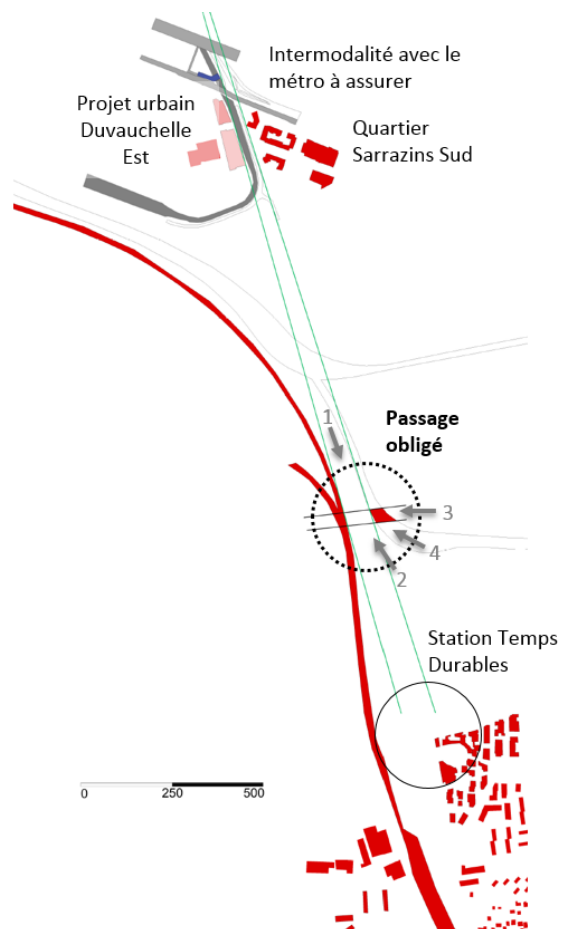 Intermodalité avec le
métro à assurer
Projet urbain
Duvauchelle
Est
Quartier
Sarrazins Sud
1
Passage
obligé
3
4
2
Station Temps
Durables
0
250
500